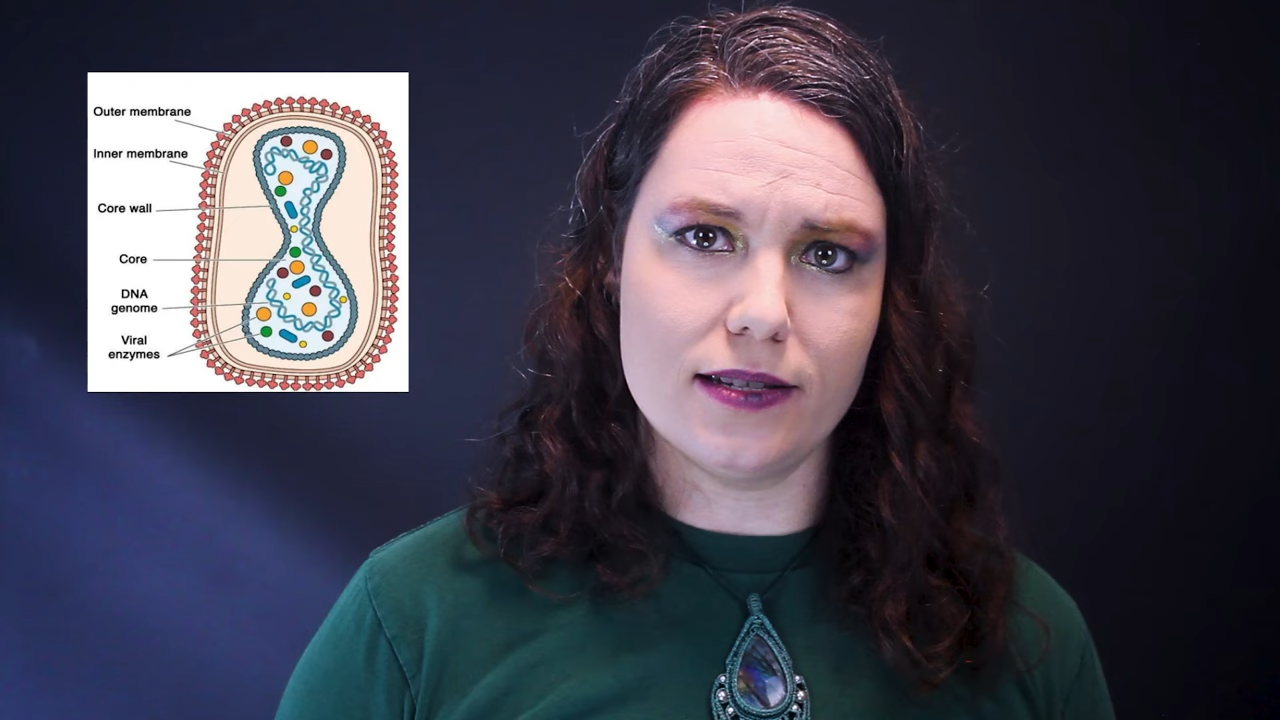 Outer membrane
Inner membrane
Core wall
Core
DNA
genome
Viral
enzymes